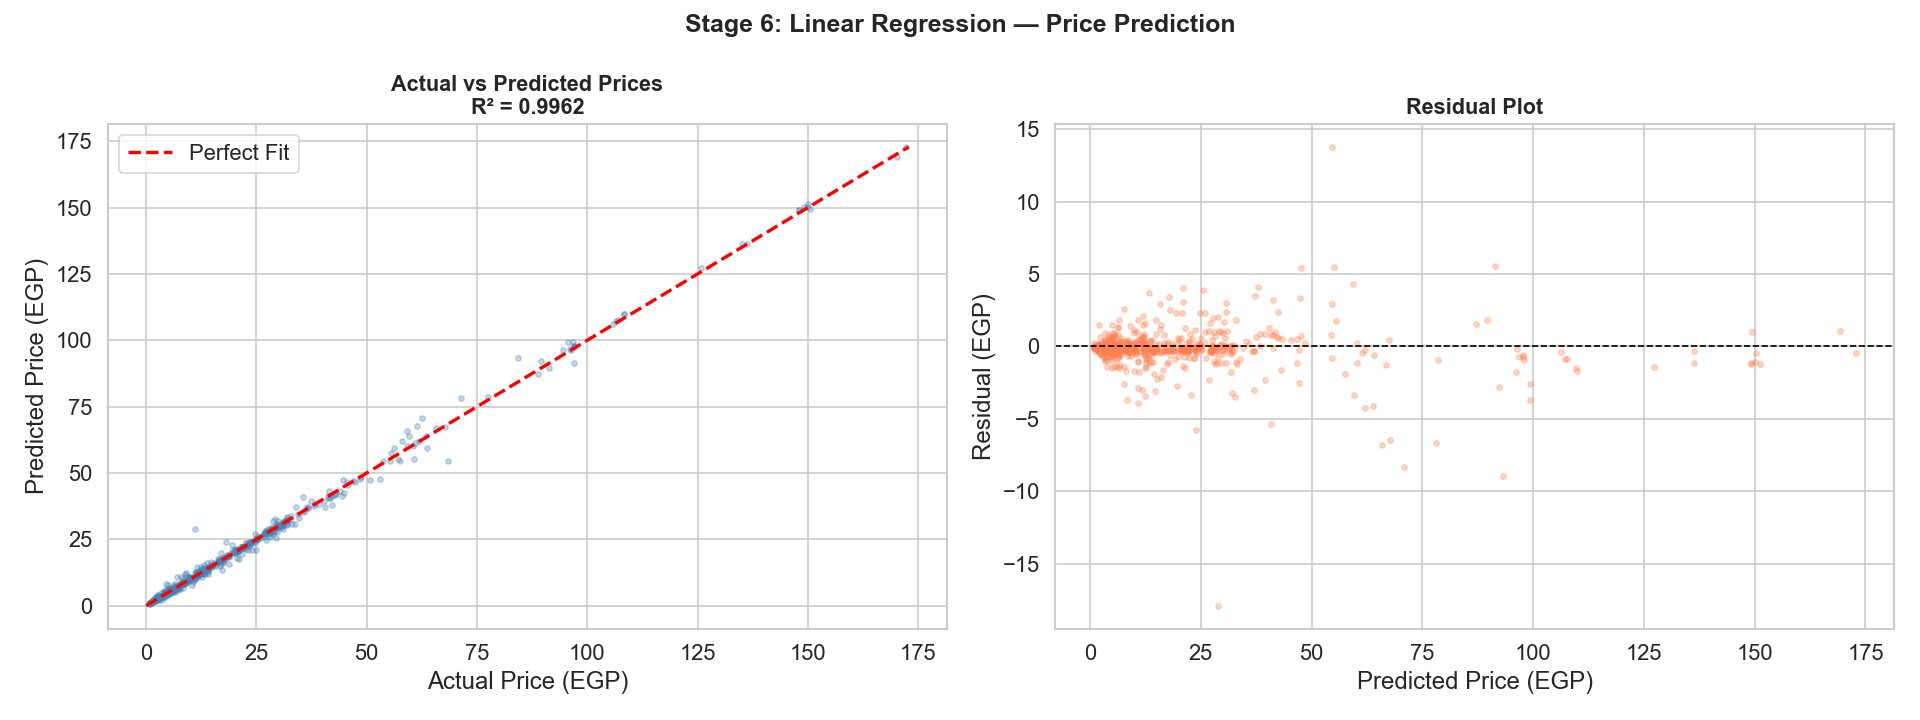 Stage 6: Linear Regression — Price Prediction
Actual vs Predicted Prices
R² = 0.9962
Perfect Fit
175
150
125
100
75
50
25
0
Predicted Price (EGP)
0 25 50 75 100 125 150 175
Actual Price (EGP)
Residual Plot
15
10
5
0
−5
−10
−15
Residual (EGP)
0 25 50 75 100 125 150 175
Predicted Price (EGP)